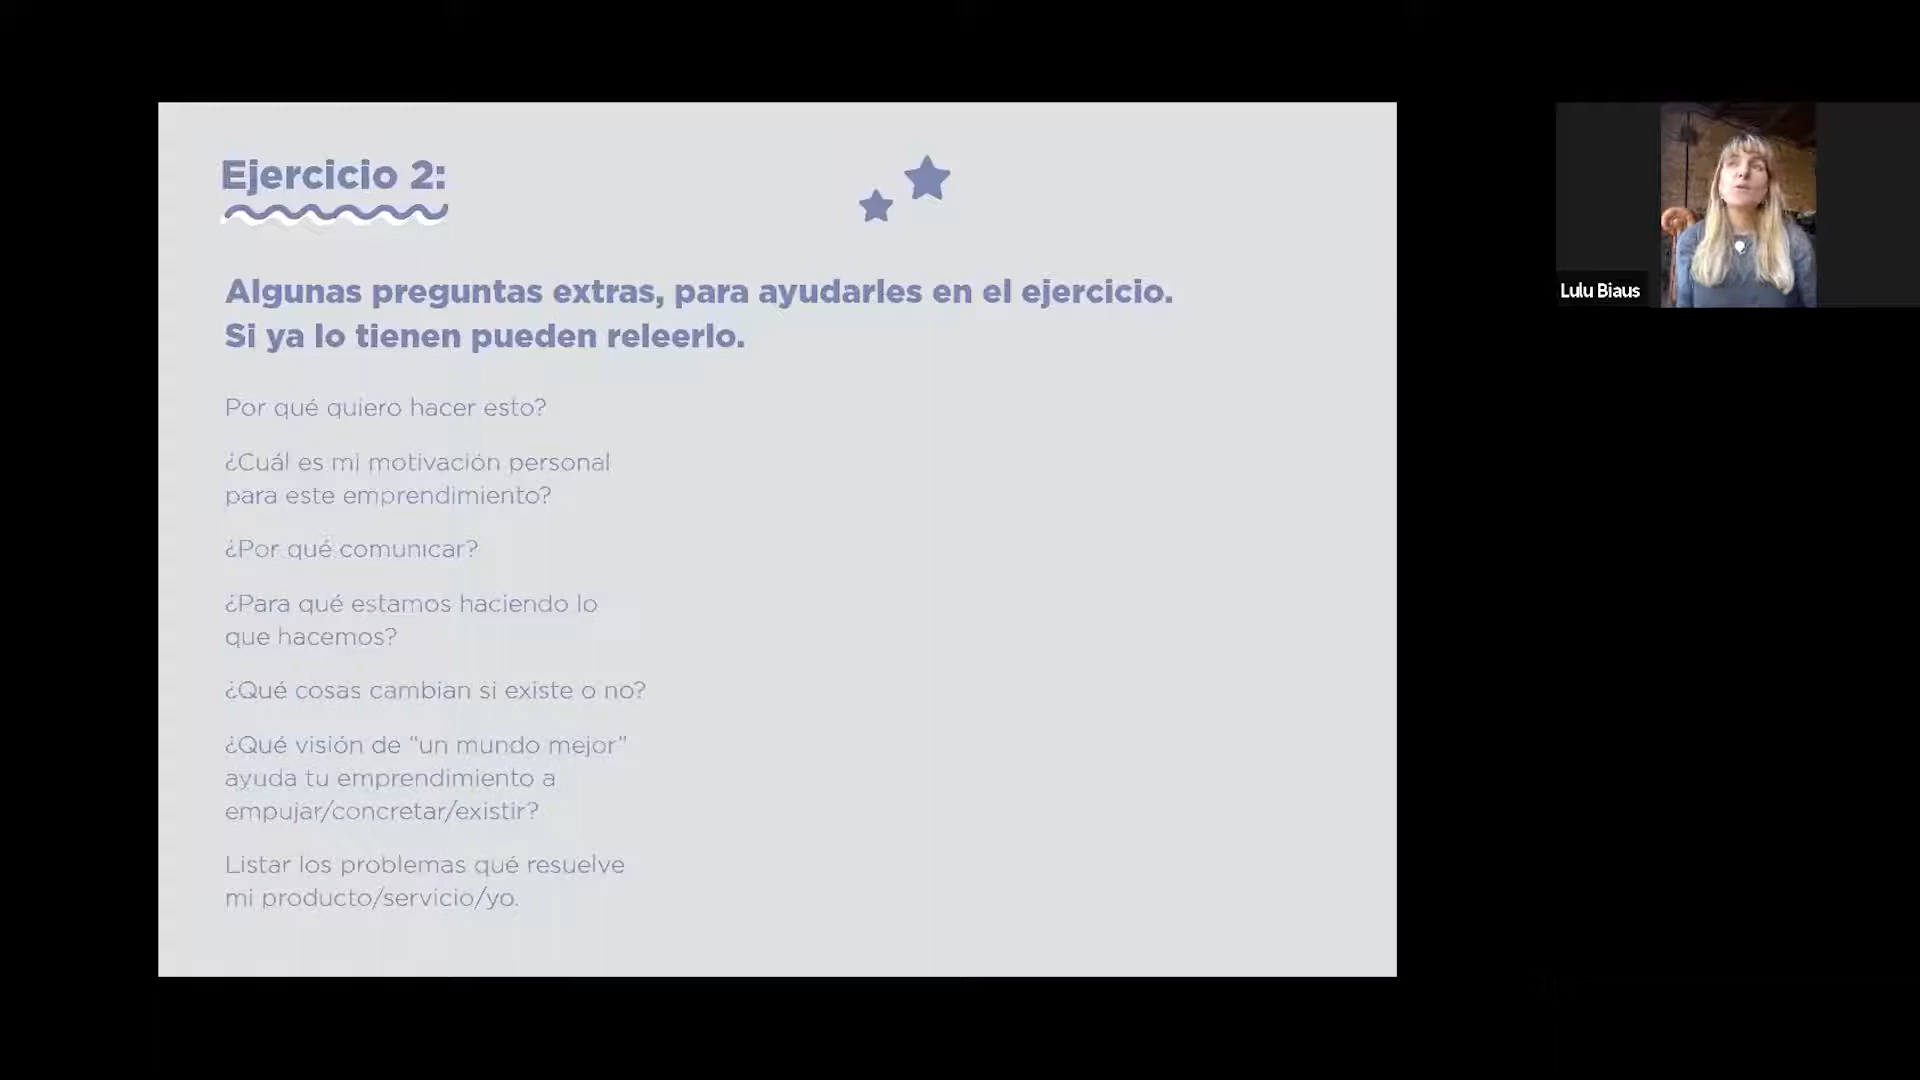 Ejercicio 2:
Algunas preguntas extras, para ayudarles en el ejercicio.
Si ya lo tienen pueden releerlo.
Por qué quiero hacer esto?
¿Cuál es mi motivación personal
para este emprendimiento?
¿Por qué comunicar?
¿Para qué estamos haciendo lo
que hacemos?
¿Qué cosas cambian si existe o no?
¿Qué visión de “un mundo mejor”
ayuda tu emprendimiento a
empujar/concretar/existir?
Listar los problemas qué resuelve
mi producto/servicio/yo.
Lulu Biaus